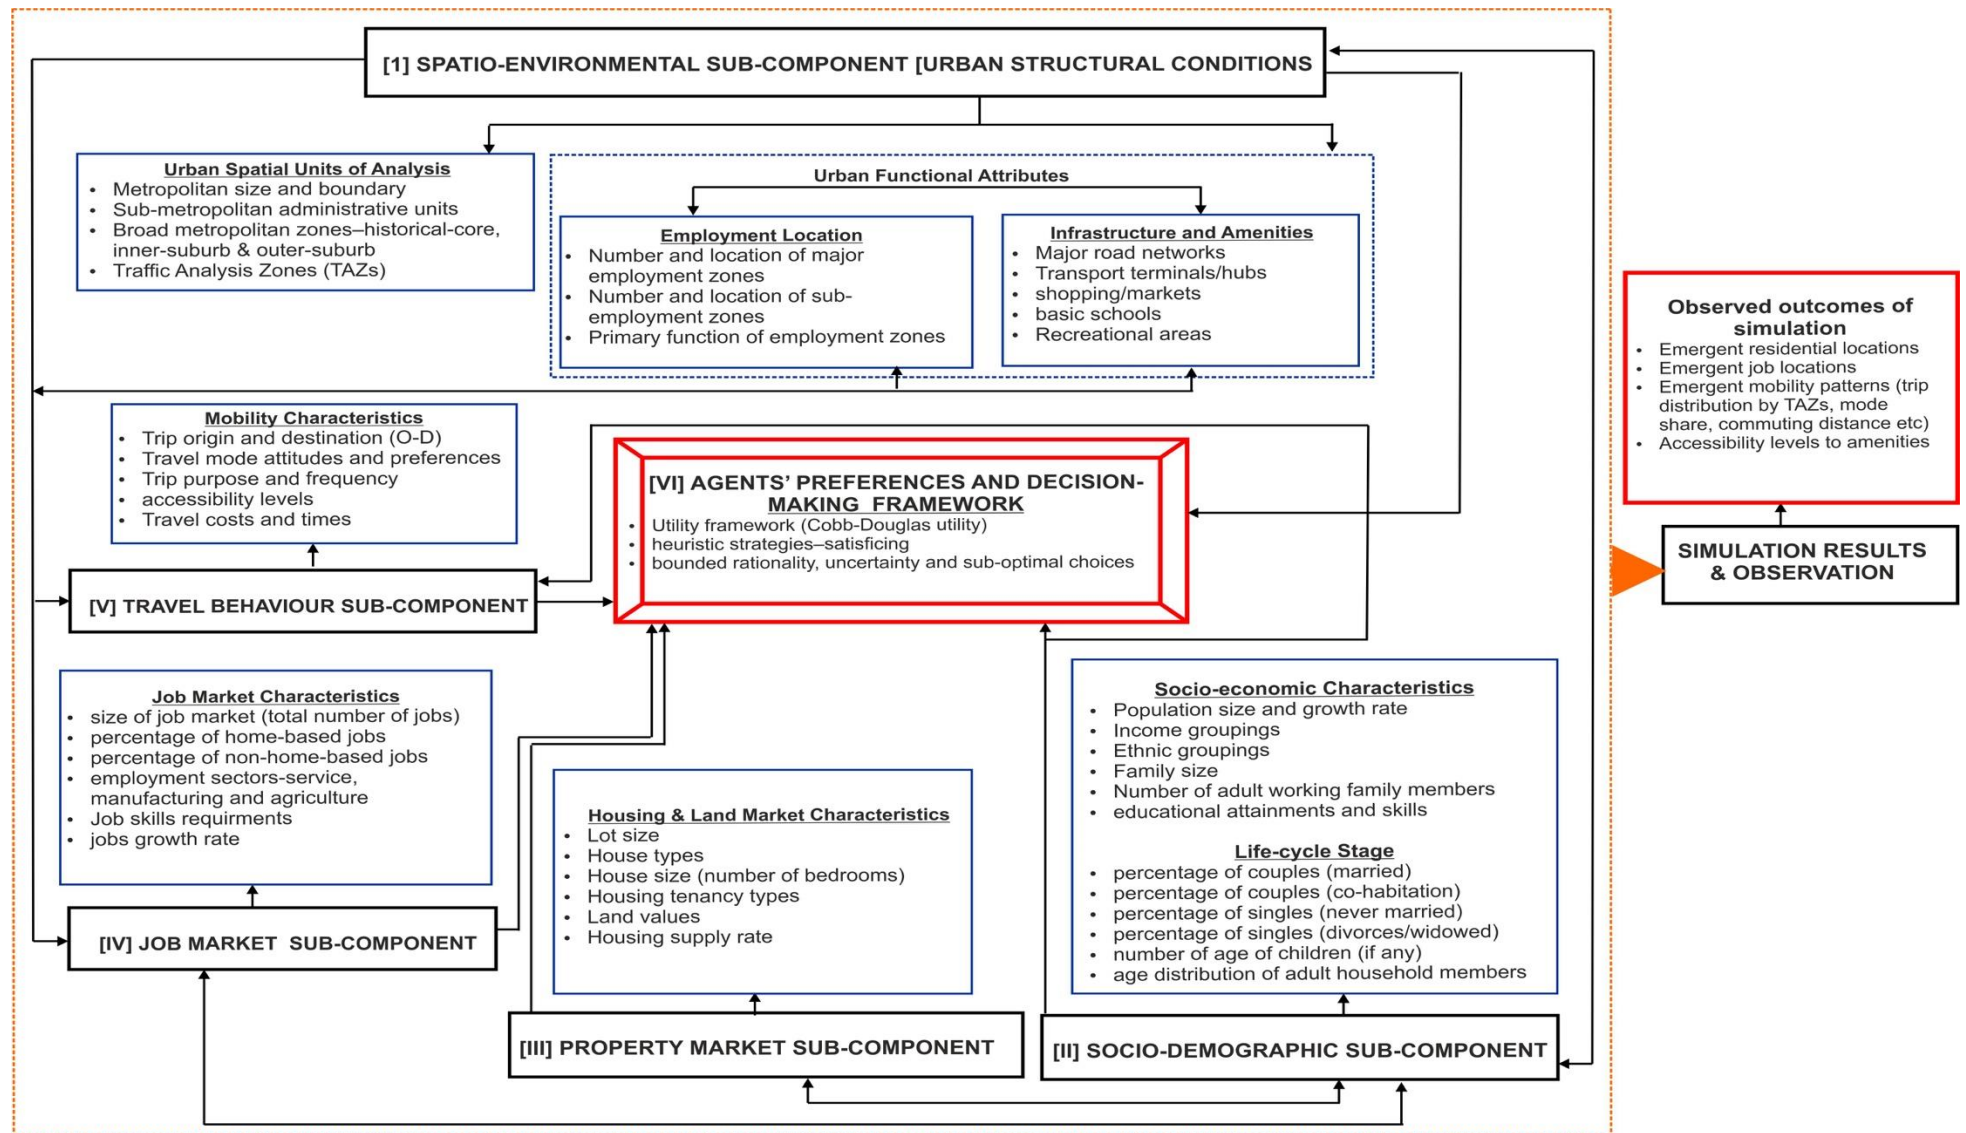 [1] SPATIO-ENVIRONMENTAL SUB-COMPONENT [URBAN STRUCTURAL CONDITIONS
Urban Spatial Units of Analysis
• Metropolitan size and boundary
• Sub-metropolitan administrative units
• Broad metropolitan zones–historical-core,
inner-suburb & outer-suburb
• Traffic Analysis Zones (TAZs)
Urban Functional Attributes
Employment Location
• Number and location of major
employment zones
• Number and location of sub-
employment zones
• Primary function of employment zones
Infrastructure and Amenities
• Major road networks
• Transport terminals/hubs
• shopping/markets
• basic schools
• Recreational areas
Mobility Characteristics
• Trip origin and destination (O-D)
• Travel mode attitudes and preferences
• Trip purpose and frequency
• accessibility levels
• Travel costs and times
[V] TRAVEL BEHAVIOUR SUB-COMPONENT
[VI] AGENTS’ PREFERENCES AND DECISION-
MAKING FRAMEWORK
• Utility framework (Cobb-Douglas utility)
• heuristic strategies–satisficing
• bounded rationality, uncertainty and sub-optimal choices
Job Market Characteristics
• size of job market (total number of jobs)
• percentage of home-based jobs
• percentage of non-home-based jobs
• employment sectors-service,
manufacturing and agriculture
• Job skills requirments
• jobs growth rate
[IV] JOB MARKET SUB-COMPONENT
Housing & Land Market Characteristics
• Lot size
• House types
• House size (number of bedrooms)
• Housing tenancy types
• Land values
• Housing supply rate
[III] PROPERTY MARKET SUB-COMPONENT
Socio-economic Characteristics
• Population size and growth rate
• Income groupings
• Ethnic groupings
• Family size
• Number of adult working family members
• educational attainments and skills
Life-cycle Stage
• percentage of couples (married)
• percentage of couples (co-habitation)
• percentage of singles (never married)
• percentage of singles (divorces/widowed)
• number of age of children (if any)
• age distribution of adult household members
[II] SOCIO-DEMOGRAPHIC SUB-COMPONENT
Observed outcomes of
simulation
• Emergent residential locations
• Emergent job locations
• Emergent mobility patterns (trip
distribution by TAZs, mode
share, commuting distance etc)
• Accessibility levels to amenities
SIMULATION RESULTS
& OBSERVATION